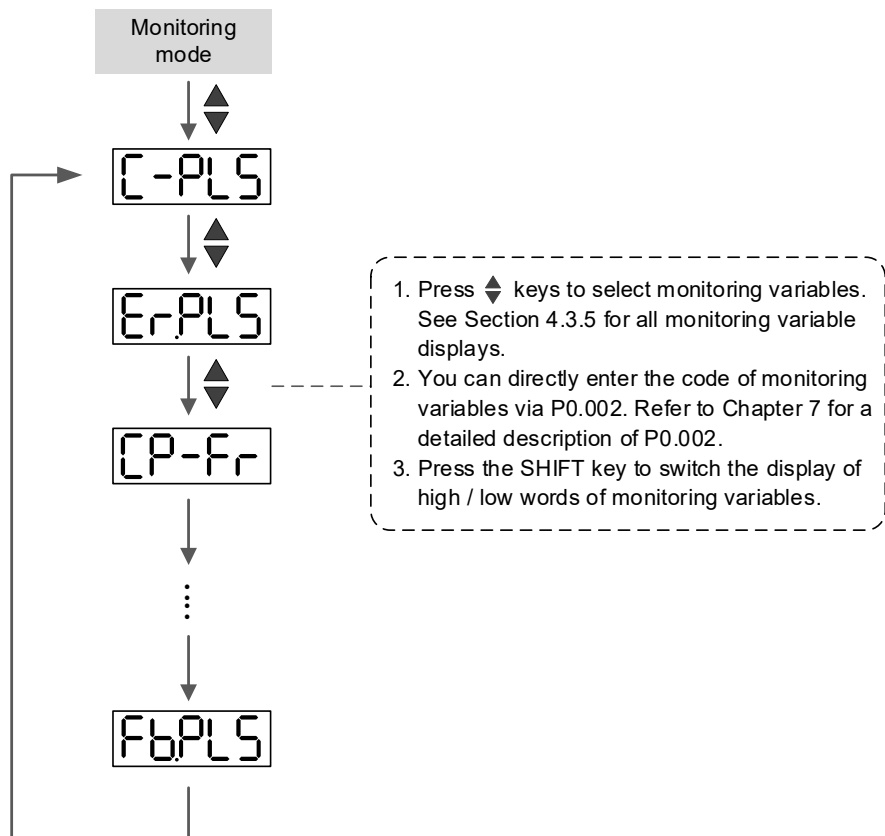 Monitoring
mode
C-PLS
Er.PLS
CP-Fr
Fb.PLS
1. Press keys to select monitoring variables.
See Section 4.3.5 for all monitoring variable
displays.
2. You can directly enter the code of monitoring
variables via P0.002. Refer to Chapter 7 for a
detailed description of P0.002.
3. Press the SHIFT key to switch the display of
high / low words of monitoring variables.